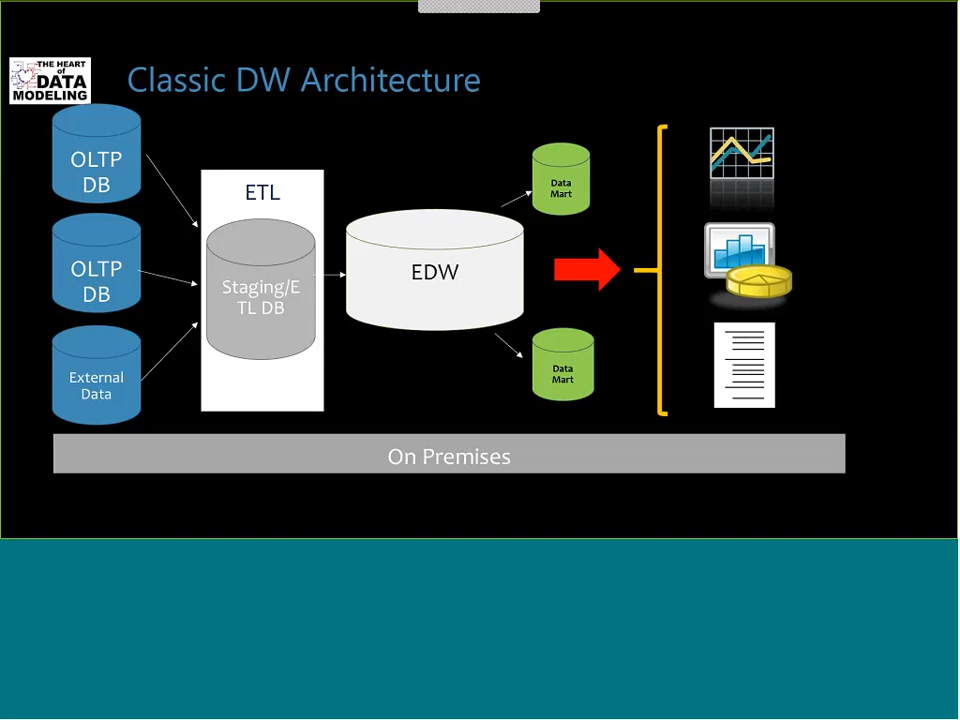 THE HEART
of
DATA
MODELING
Classic DW Architecture
OLTP
DB
OLTP
DB
External
Data
ETL
Staging/E
TL DB
EDW
Data
Mart
Data
Mart
On Premises